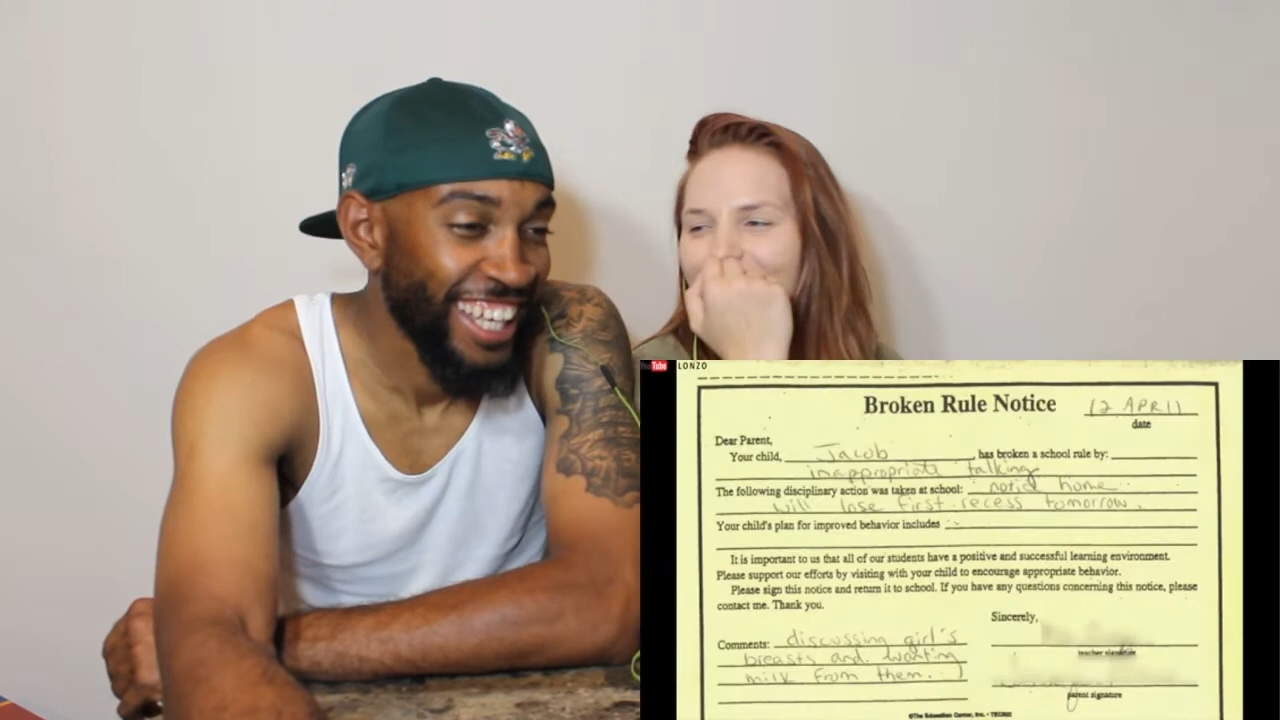 YouTube LONZO
Broken Rule Notice 12 APR 11
date
Dear Parent,
Your child, Jacob has broken a school rule by:
inappropriate talking
The following disciplinary action was taken at school: notice home
will lose first recess tomorrow.
Your child's plan for improved behavior includes
It is important to us that all of our students have a positive and successful learning environment.
Please support our efforts by visiting with your child to encourage appropriate behavior.
Please sign this notice and return it to school. If you have any questions concerning this notice, please
contact me. Thank you.
Sincerely,
Comments: discussing girl's
teacher signature
breasts and wanting
milk from them.
parent signature
©The Education Center, Inc.